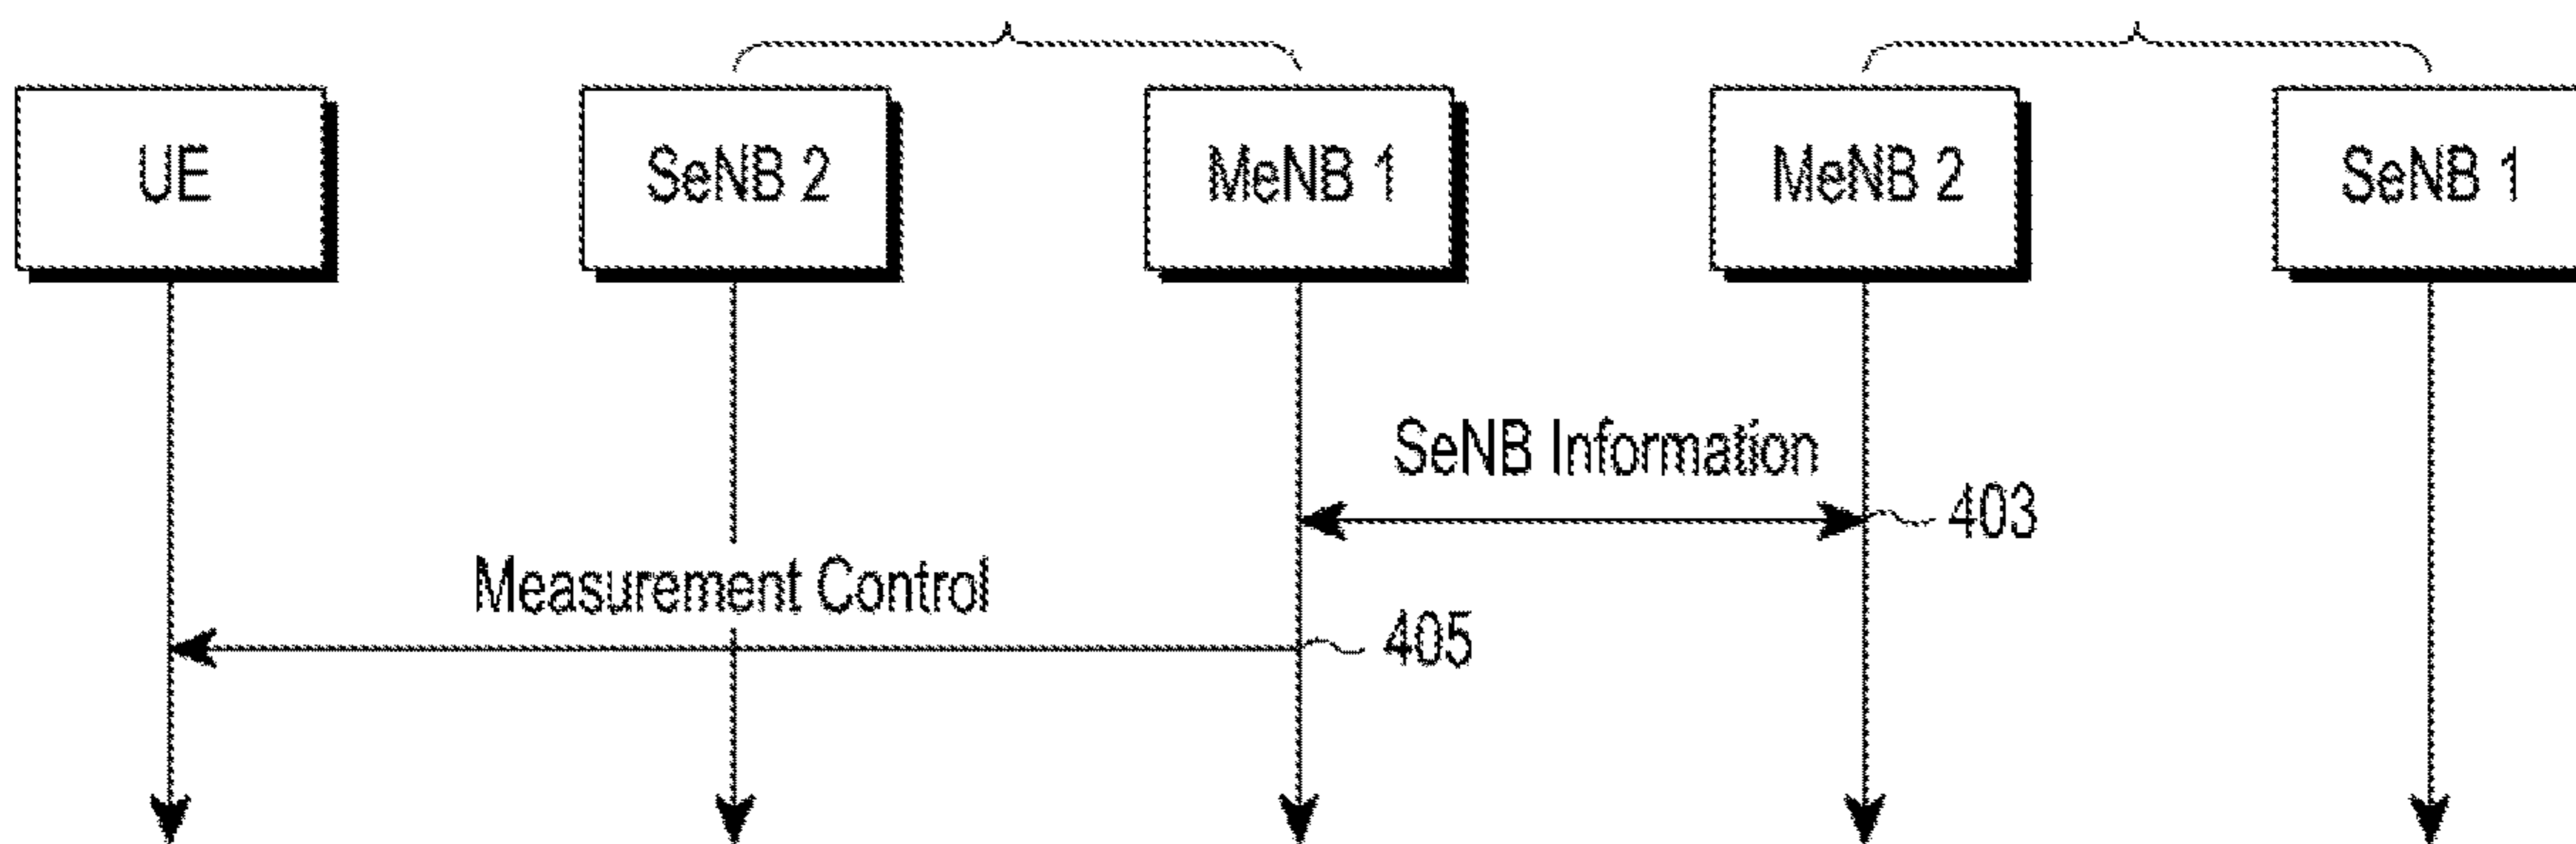 UE
SeNB 2
MeNB 1
MeNB 2
SeNB 1
SeNB Information
403
Measurement Control
405